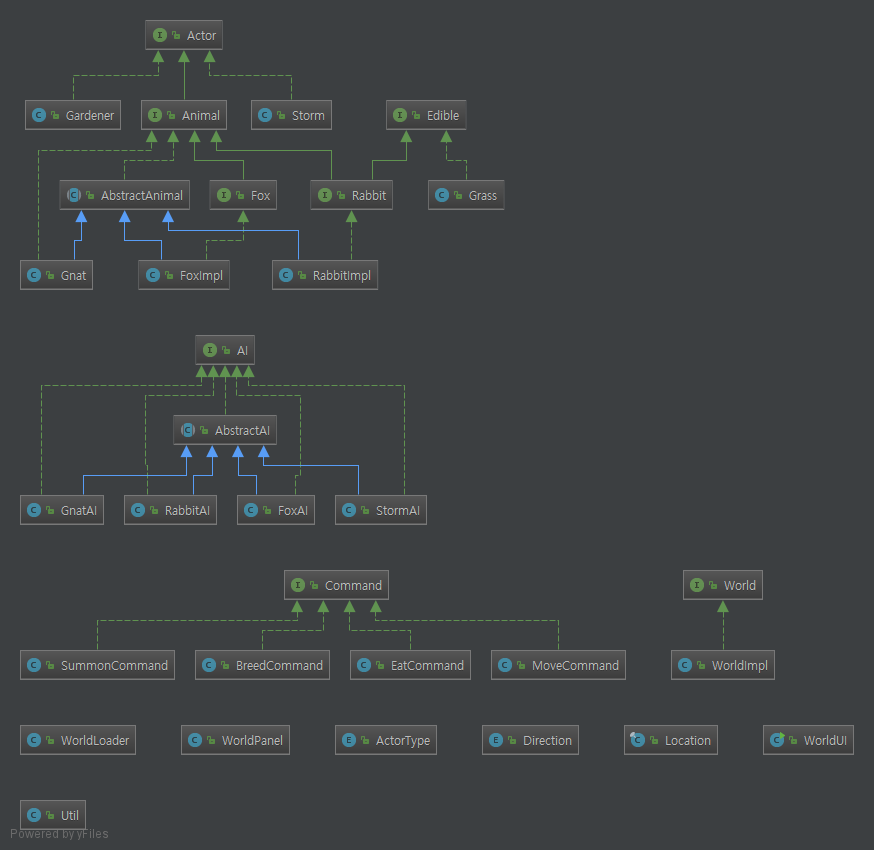 I Actor
C Gardener I Animal C Storm I Edible
C AbstractAnimal I Fox I Rabbit C Grass
C Gnat C FoxImpl C RabbitImpl
I AI
C AbstractAI
C GnatAI C RabbitAI C FoxAI C StormAI
I Command I World
C SummonCommand C BreedCommand C EatCommand C MoveCommand C WorldImpl
C WorldLoader C WorldPanel E ActorType E Direction C Location C WorldUI
C Util
Powered by yFiles